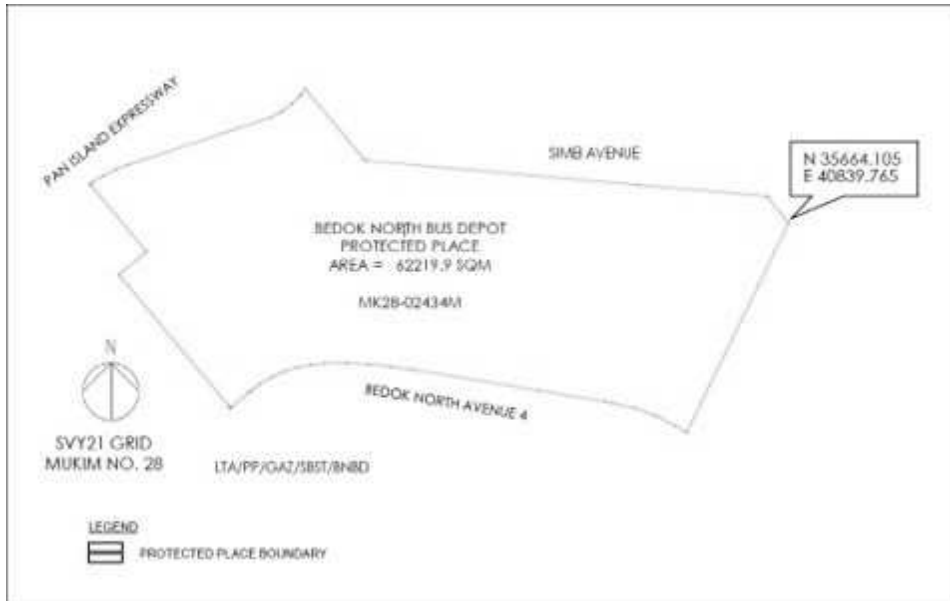 PAN ISLAND EXPRESSWAY
SIMEI AVENUE
N 35664.105
E 40839.765
BEDOK NORTH BUS DEPOT
PROTECTED PLACE
AREA = 62219.9 SQM
MK28-02434M
BEDOK NORTH AVENUE 4
N
SVY21 GRID
MUKIM NO. 28
LTA/PP/GAZ/SBST/BNBD
LEGEND
PROTECTED PLACE BOUNDARY